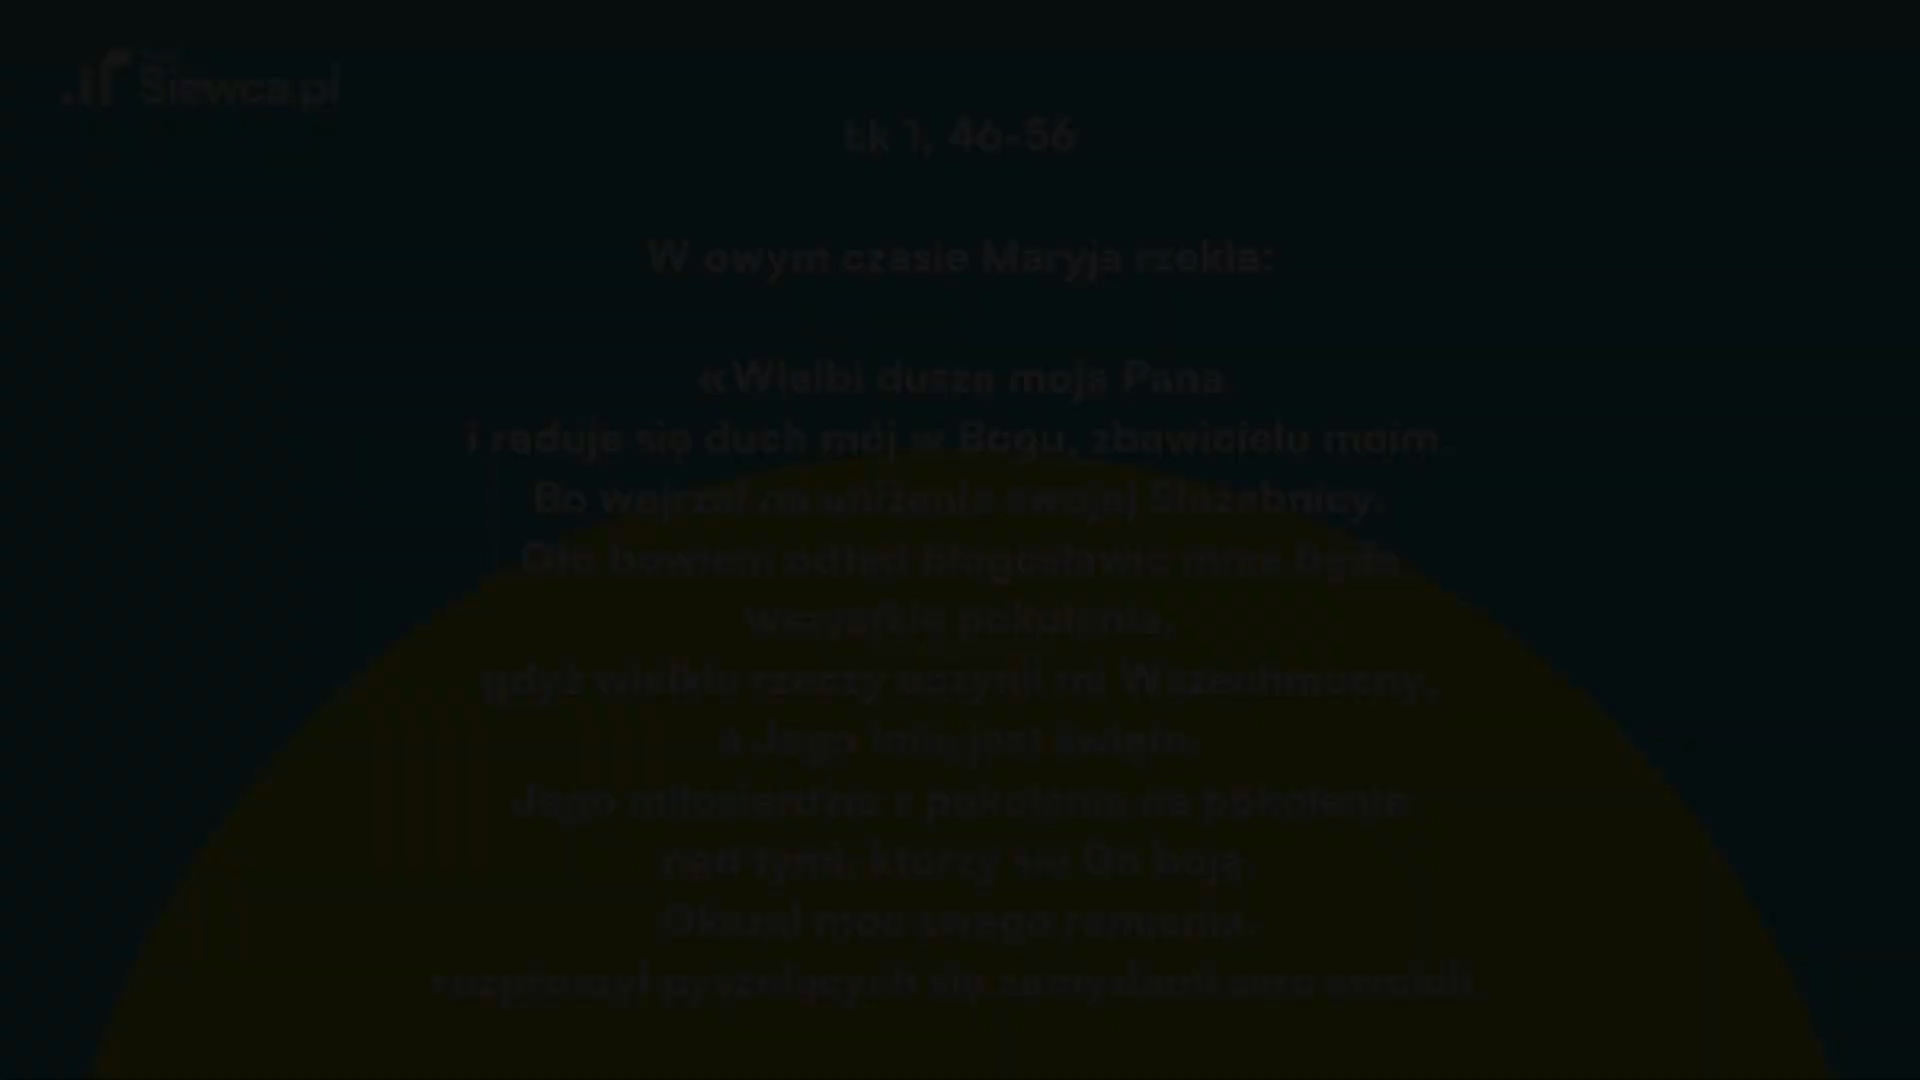 Siewca.pl
Łk 1, 46-56
W owym czasie Maryja rzekła:
«Wielbi dusza moja Pana
i raduje się duch mój w Bogu, zbawicielu moim.
Bo wejrzał na uniżenie swojej Służebnicy.
Oto bowiem odtąd błogosławić mnie będą
wszystkie pokolenia,
gdyż wielkie rzeczy uczynił mi Wszechmocny,
a Jego imię jest święte.
Jego miłosierdzie z pokolenia na pokolenie
nad tymi, którzy się Go boją.
Okazał moc swego ramienia,
rozproszył pyszniących się zamysłami serc swoich.